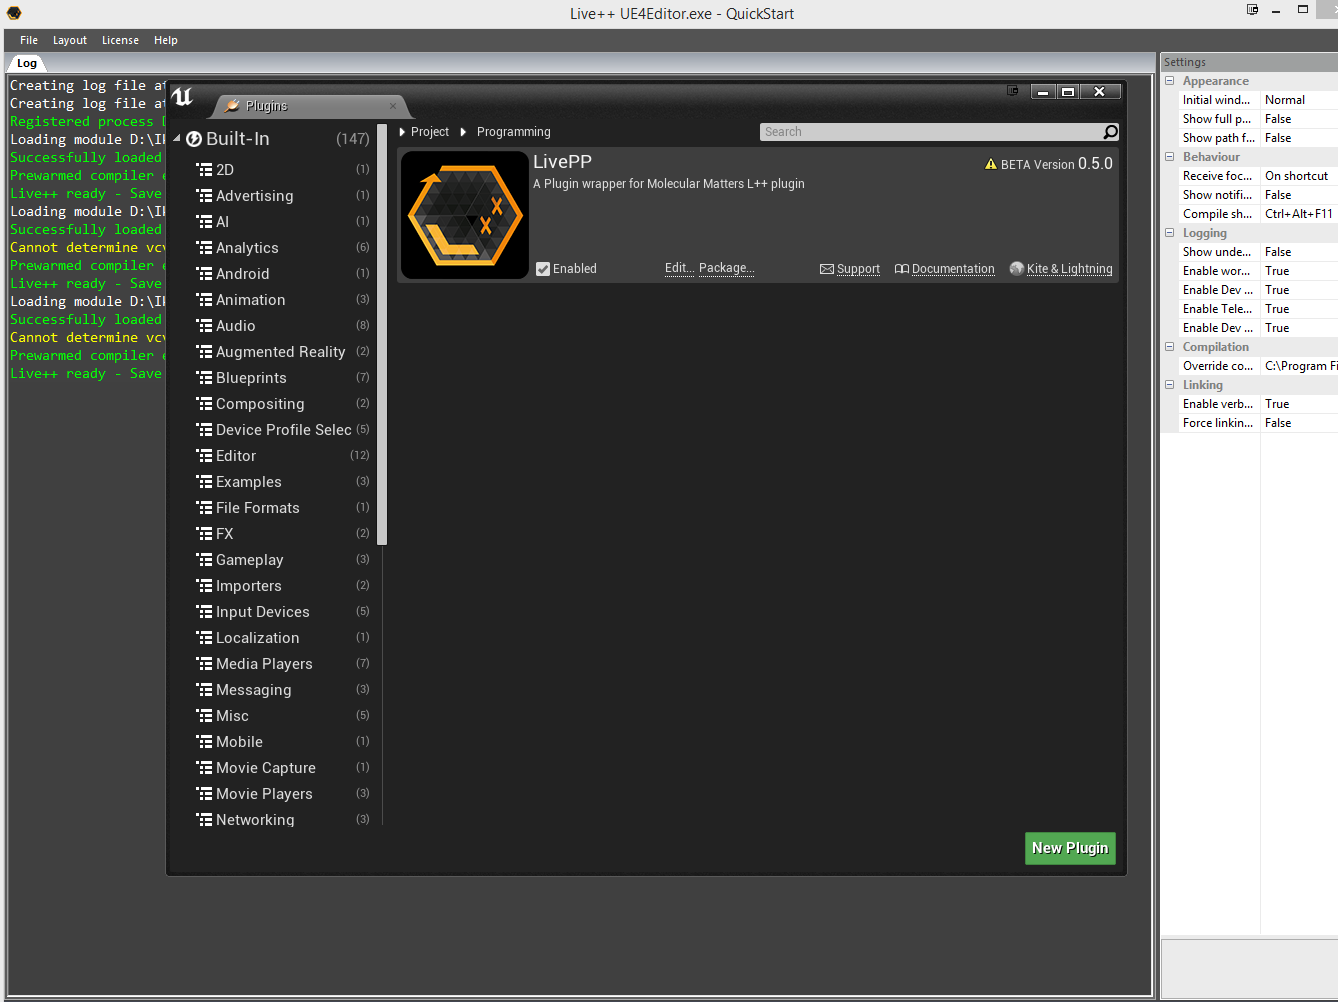 Live++ UE4Editor.exe - QuickStart
File Layout License Help
Log
Creating log file at
Creating log file at
Registered process
Loading module D:\I
Successfully loaded
Prewarmed compiler e
Live++ ready - Save
Loading module D:\I
Successfully loaded
Cannot determine vcv
Prewarmed compiler e
Live++ ready - Save
Loading module D:\I
Successfully loaded
Cannot determine vcv
Prewarmed compiler e
Live++ ready - Save
Plugins
Built-In (147)
2D (1)
Advertising (1)
AI (1)
Analytics (6)
Android (1)
Animation (3)
Audio (8)
Augmented Reality (2)
Blueprints (7)
Compositing (2)
Device Profile Selec (5)
Editor (12)
Examples (3)
File Formats (1)
FX (2)
Gameplay (3)
Importers (2)
Input Devices (5)
Localization (1)
Media Players (7)
Messaging (3)
Misc (5)
Mobile (1)
Movie Capture (1)
Movie Players (3)
Networking (3)
Project Programming
Search
LivePP
BETA Version 0.5.0
A Plugin wrapper for Molecular Matters L++ plugin
Enabled
Edit... Package...
Support Documentation Kite & Lightning
New Plugin
Settings
Appearance
Initial wind... Normal
Show full p... False
Show path f... False
Behaviour
Receive foc... On shortcut
Show notifi... False
Compile sh... Ctrl+Alt+F11
Logging
Show unde... False
Enable wor... True
Enable Dev ... True
Enable Tele... True
Enable Dev ... True
Compilation
Override co... C:\Program Fi
Linking
Enable verb... True
Force linkin... False